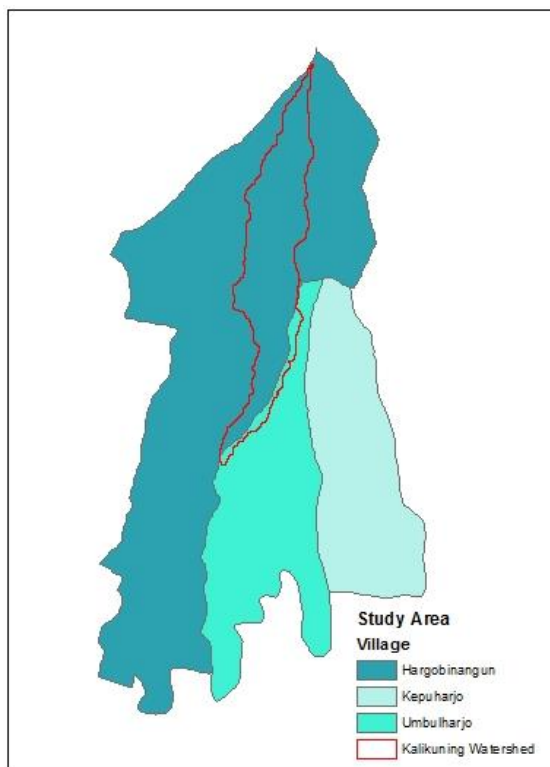 Study Area
Village
Hargobinangun
Kepuharjo
Umbulharjo
Kalikuning Watershed